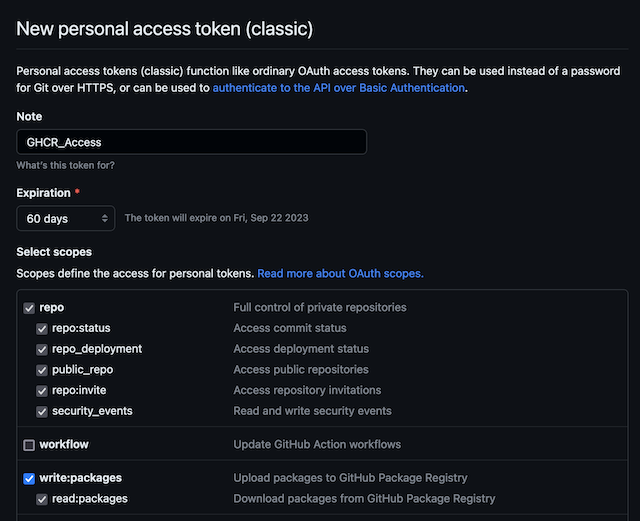 New personal access token (classic)
Personal access tokens (classic) function like ordinary OAuth access tokens. They can be used instead of a password
for Git over HTTPS, or can be used to authenticate to the API over Basic Authentication.
Note
GHCR_Access
What's this token for?
Expiration *
60 days The token will expire on Fri, Sep 22 2023
Select scopes
Scopes define the access for personal tokens. Read more about OAuth scopes.
repo Full control of private repositories
repo:status Access commit status
repo_deployment Access deployment status
public_repo Access public repositories
repo:invite Access repository invitations
security_events Read and write security events
workflow Update GitHub Action workflows
write:packages Upload packages to GitHub Package Registry
read:packages Download packages from GitHub Package Registry